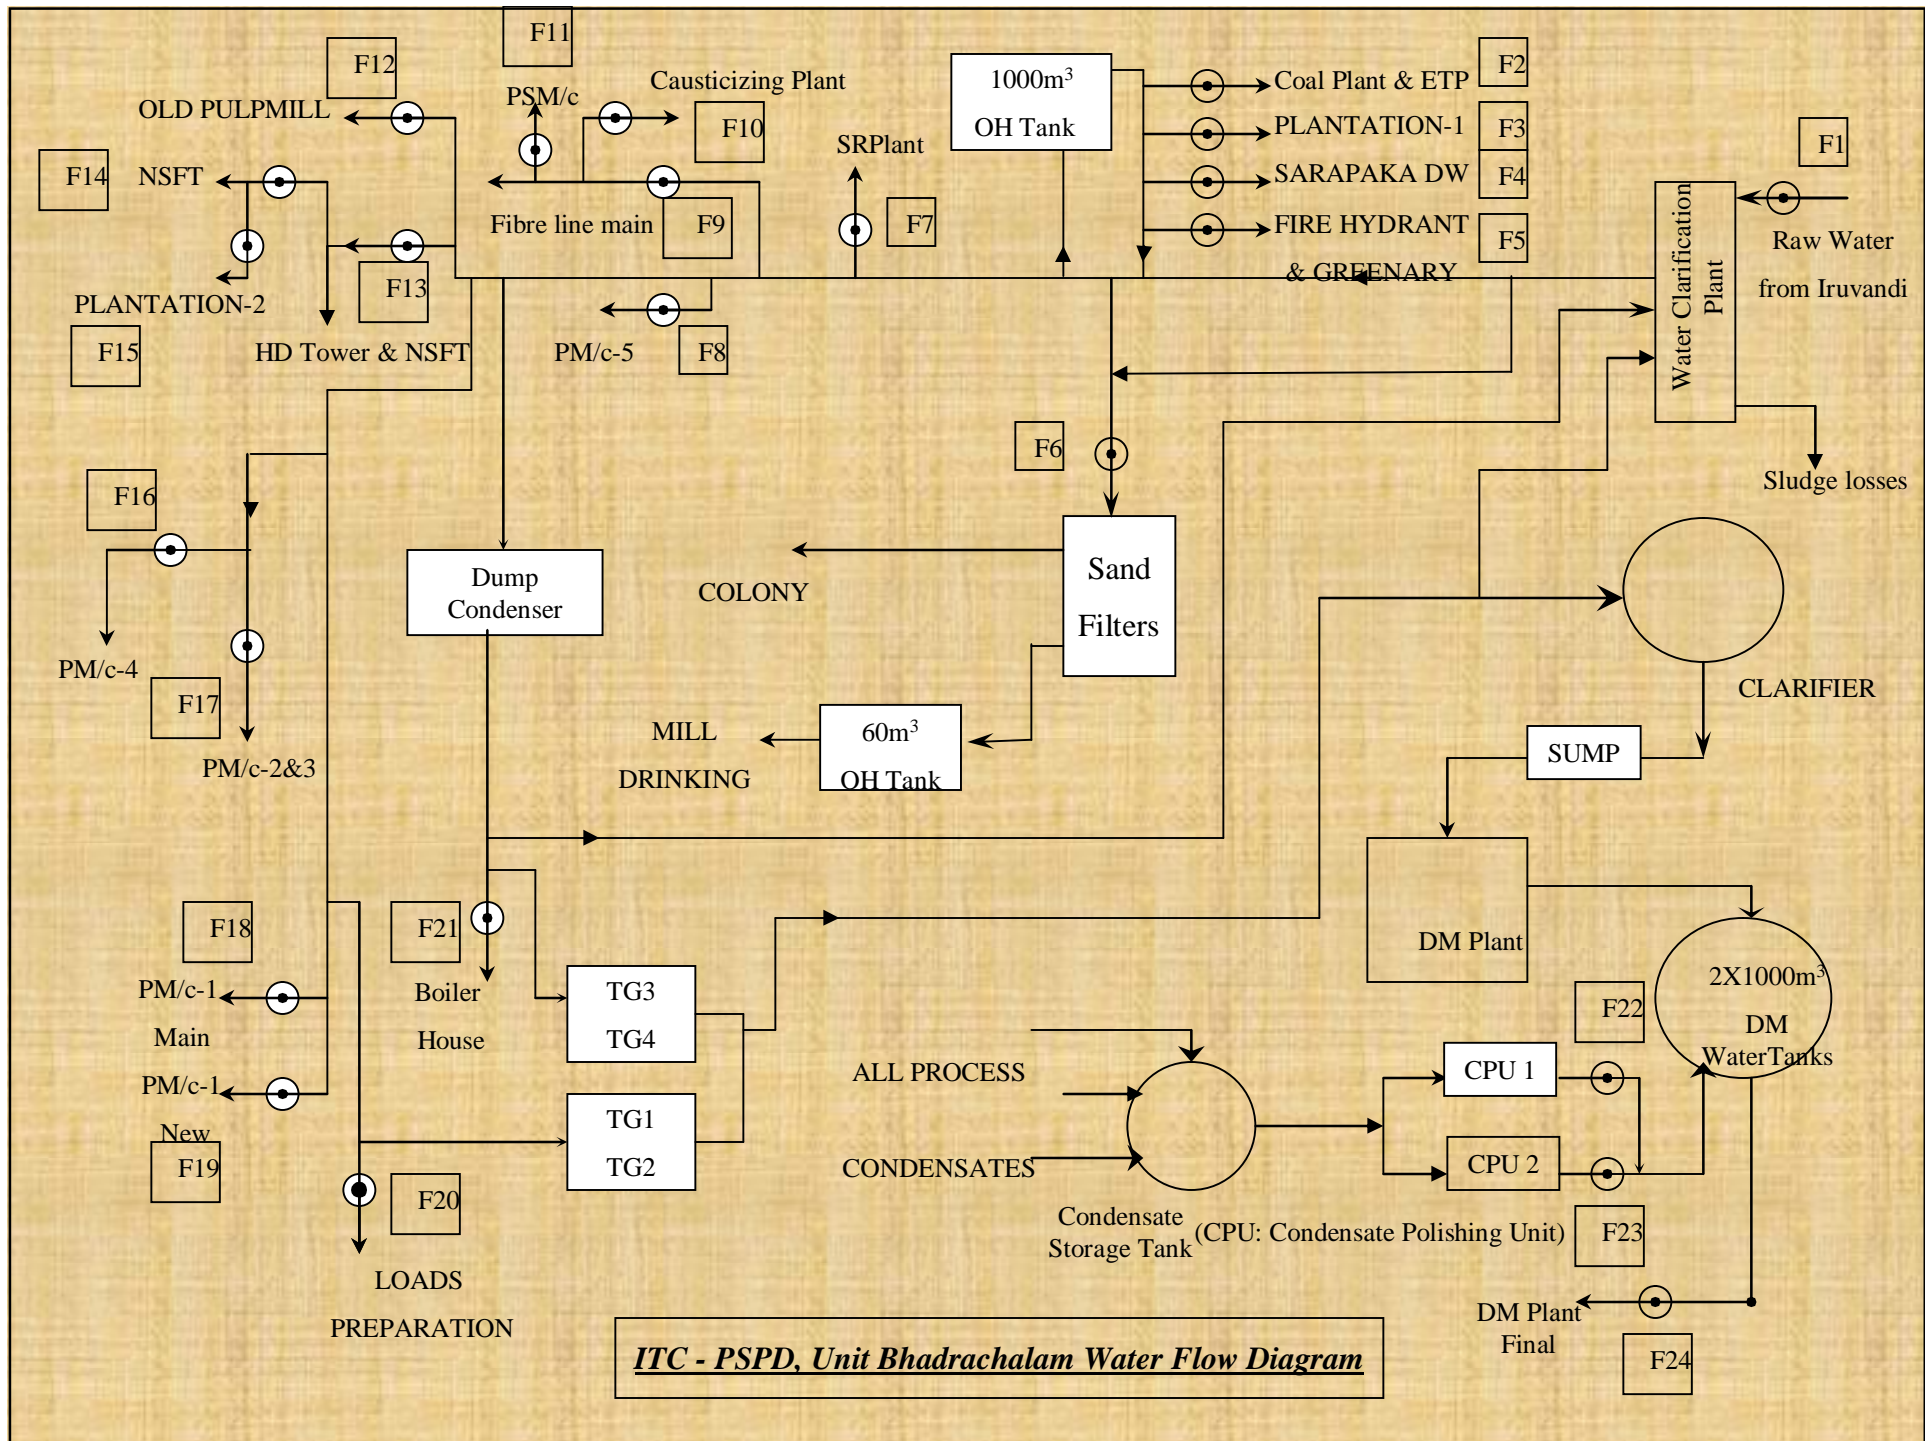 F11
F12
F2
1000m³
OH Tank
Causticizing Plant
Coal Plant & ETP
PSM/c
OLD PULPMILL
F10
F3
PLANTATION-1
F1
SRPlant
F14
NSFT
SARAPAKA DW
F4
Fibre line main
F9
F7
FIRE HYDRANT
& GREENARY
F5
Water Clarification
Plant
Raw Water
from Iruvandi
F13
PLANTATION-2
F15
HD Tower & NSFT
PM/c-5
F8
F6
F16
Sludge losses
Dump
Condenser
COLONY
Sand
Filters
PM/c-4
F17
CLARIFIER
MILL
DRINKING
60m³
OH Tank
SUMP
PM/c-2&3
F18
F21
DM Plant
PM/c-1
Main
Boiler
House
TG3
TG4
F22
2X1000m³
DM
WaterTanks
ALL PROCESS
CPU 1
PM/c-1
New
TG1
TG2
F19
F20
CONDENSATES
CPU 2
Condensate
Storage Tank
(CPU: Condensate Polishing Unit)
F23
LOADS
PREPARATION
DM Plant
Final
F24
ITC - PSPD, Unit Bhadrachalam Water Flow Diagram